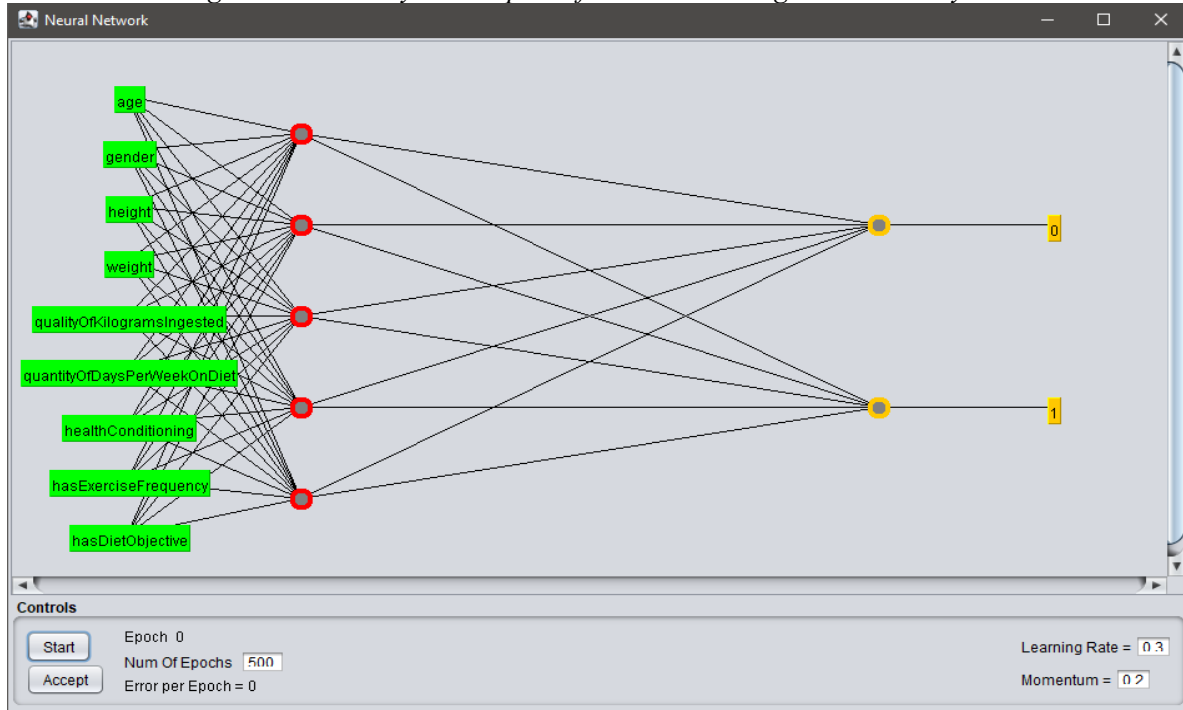 Neural Network
age
gender
height
weight
qualityOfKilogramsIngested
quantityOfDaysPerWeekOnDiet
healthConditioning
hasExerciseFrequency
hasDietObjective
0
1
Controls
Start
Accept
Epoch 0
Num Of Epochs 500
Error per Epoch = 0
Learning Rate = 0.3
Momentum = 0.2